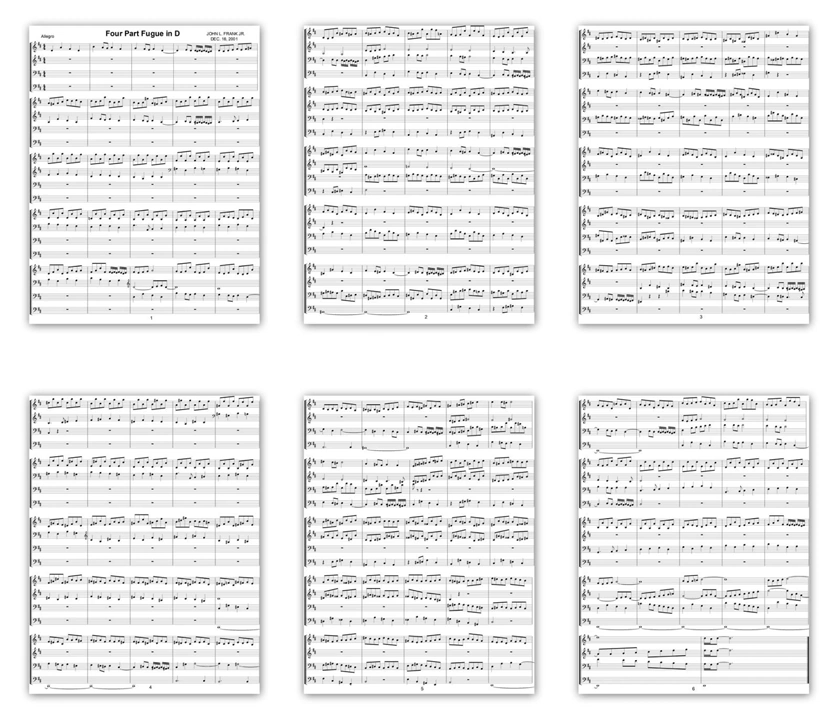 Four Part Fugue in D
Allegro
JOHN L. FRANK JR.
DEC. 18, 2001
1
2
3
4
5
6